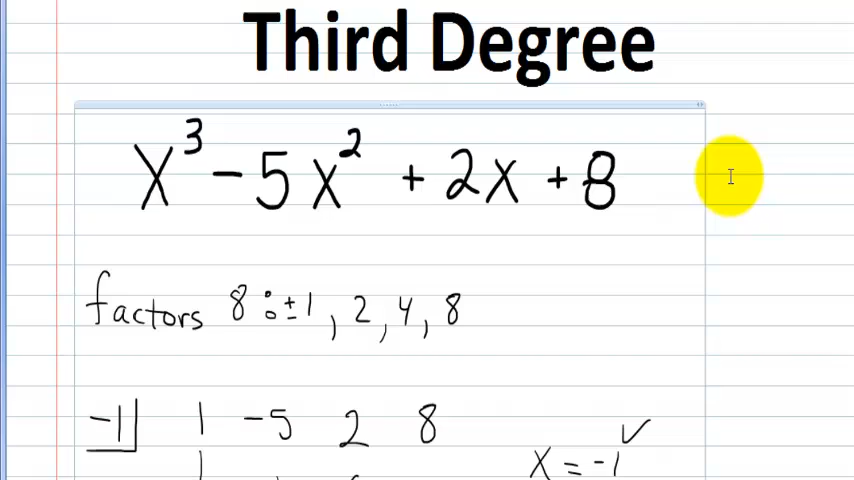 Third Degree
x³ - 5x² + 2x + 8
factors 8 : ±1, 2, 4, 8
-1 1 -5 2 8
x = -1 ✓